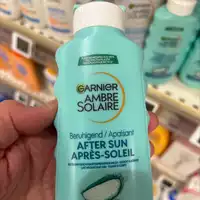 GARNIER
AMBRE
SOLAIRE
Beruhigend / Apaisant
AFTER SUN
APRÈS-SOLEIL